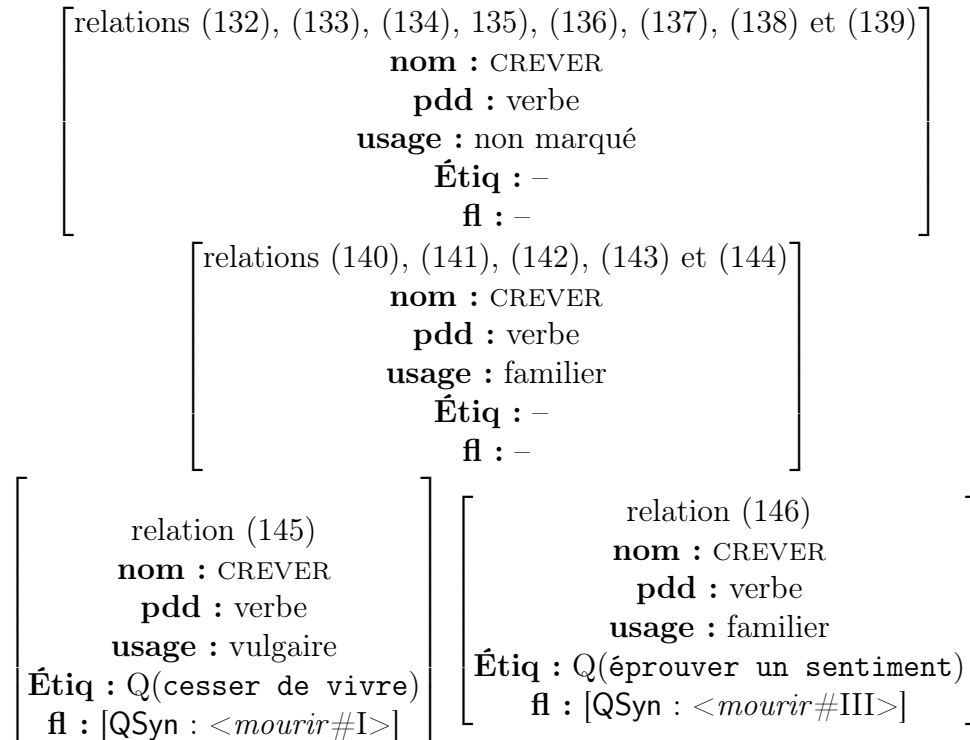 relations (132), (133), (134), 135), (136), (137), (138) et (139)
nom : CREVER
pdd : verbe
usage : non marqué
Étiq : –
fl : –
relations (140), (141), (142), (143) et (144)
nom : CREVER
pdd : verbe
usage : familier
Étiq : –
fl : –
relation (145)
nom : CREVER
pdd : verbe
usage : vulgaire
Étiq : Q(cesser de vivre)
fl : [QSyn : <mourir#I>]
relation (146)
nom : CREVER
pdd : verbe
usage : familier
Étiq : Q(éprouver un sentiment)
fl : [QSyn : <mourir#III>]